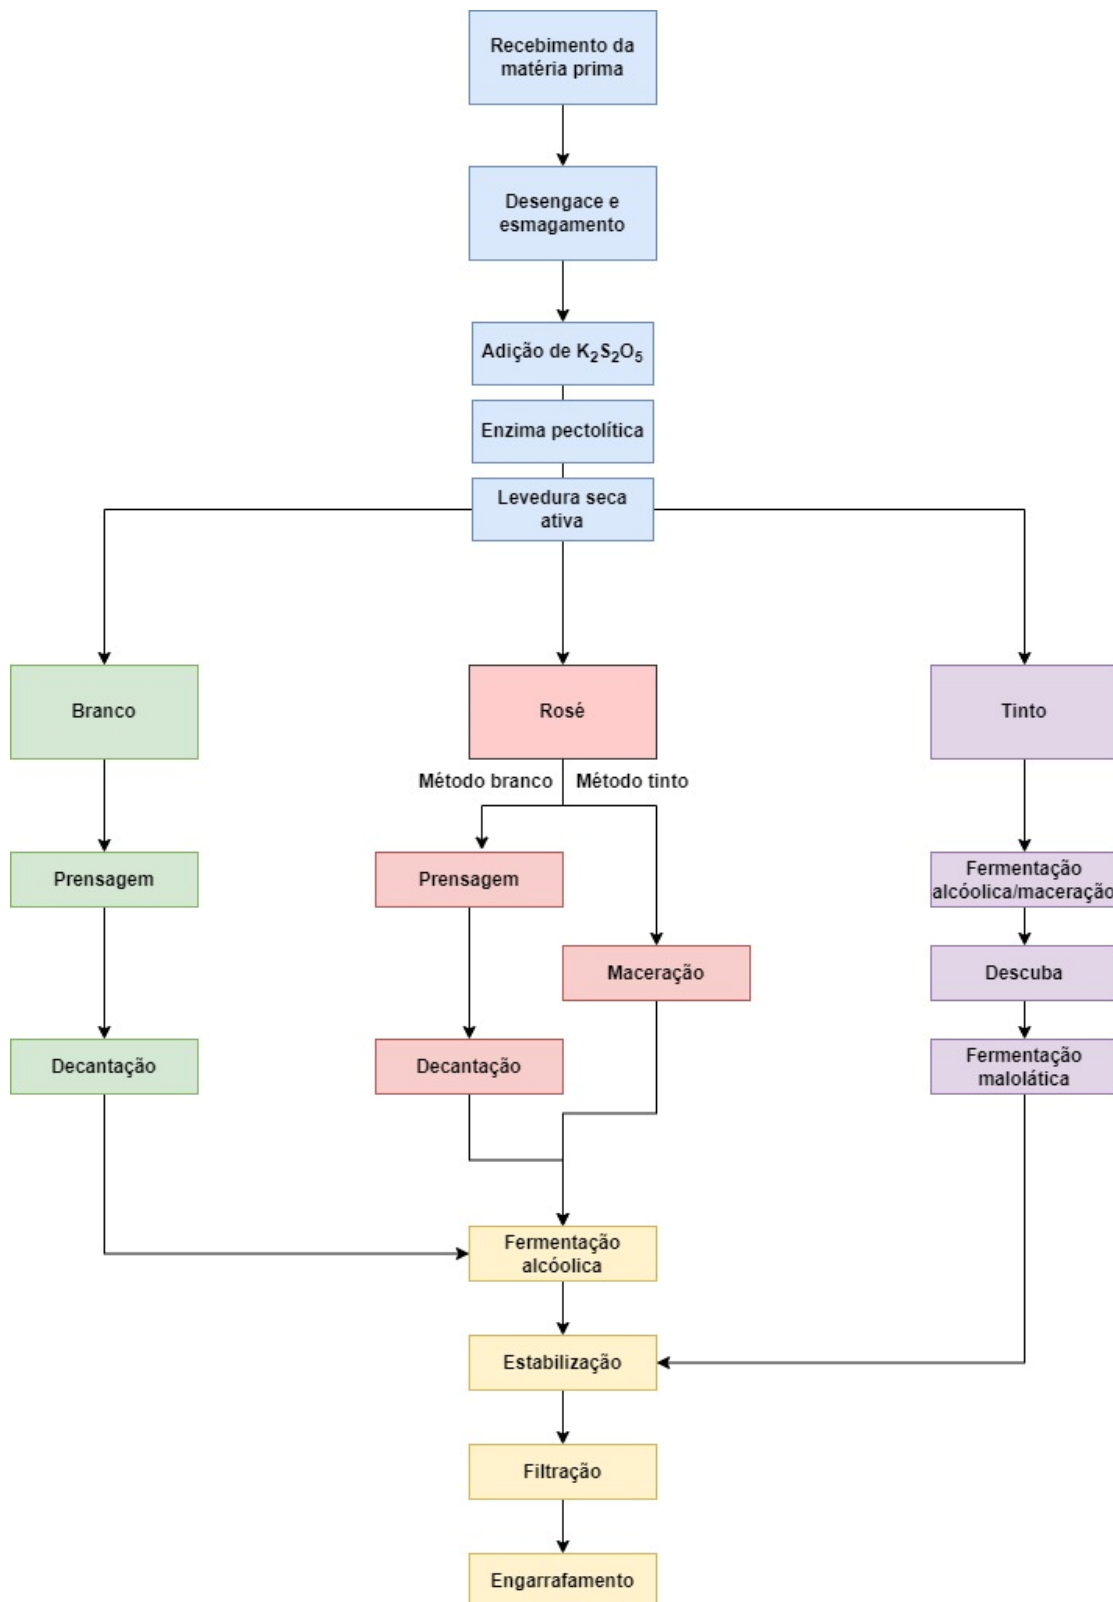 Recebimento da
matéria prima
Desengace e
esmagamento
Adição de K₂S₂O₅
Enzima pectolítica
Levedura seca
ativa
Branco
Rosé
Tinto
Método branco
Método tinto
Prensagem
Prensagem
Fermentação
alcóolica/maceração
Maceração
Descuba
Decantação
Decantação
Fermentação
malolática
Fermentação
alcóolica
Estabilização
Filtração
Engarrafamento